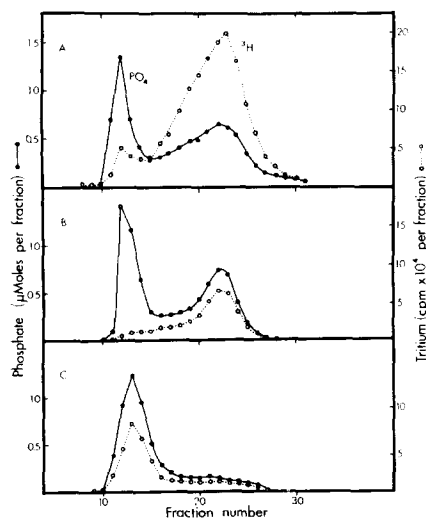 A
PO4
3H
1.5
1.0
0.5
20
15
10
5
B
1.0
0.5
15
10
5
C
1.0
0.5
10
5
10
20
30
Fraction number
Phosphate (μMoles per fraction)
Tritium (cpm x 10⁴ per fraction)